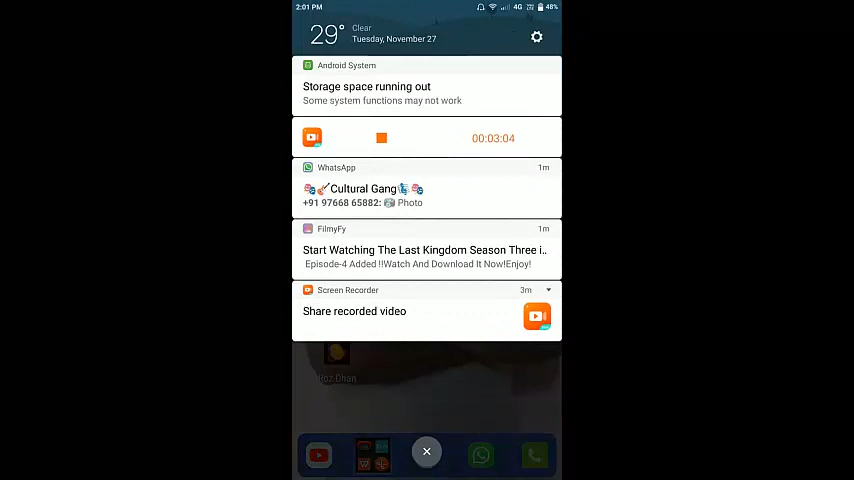 2:01 PM
4G
48%
29°
Clear
Tuesday, November 27
Android System
Storage space running out
Some system functions may not work
00:03:04
WhatsApp
1m
🎭🎸Cultural Gang💃🎭
+91 97668 65882: 📷 Photo
FilmyFy
1m
Start Watching The Last Kingdom Season Three i..
Episode-4 Added !!Watch And Download It Now!Enjoy!
Screen Recorder
3m
Share recorded video
Roz Dhan